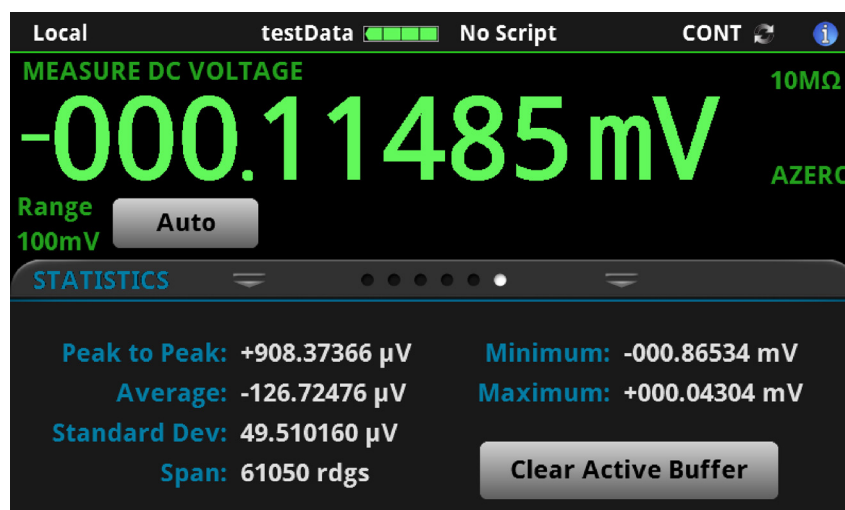 Local testData No Script CONT
MEASURE DC VOLTAGE
10MΩ
-000.11485 mV
AZERO
Range
100mV
Auto
STATISTICS
Peak to Peak: +908.37366 µV
Minimum: -000.86534 mV
Average: -126.72476 µV
Maximum: +000.04304 mV
Standard Dev: 49.510160 µV
Span: 61050 rdgs
Clear Active Buffer